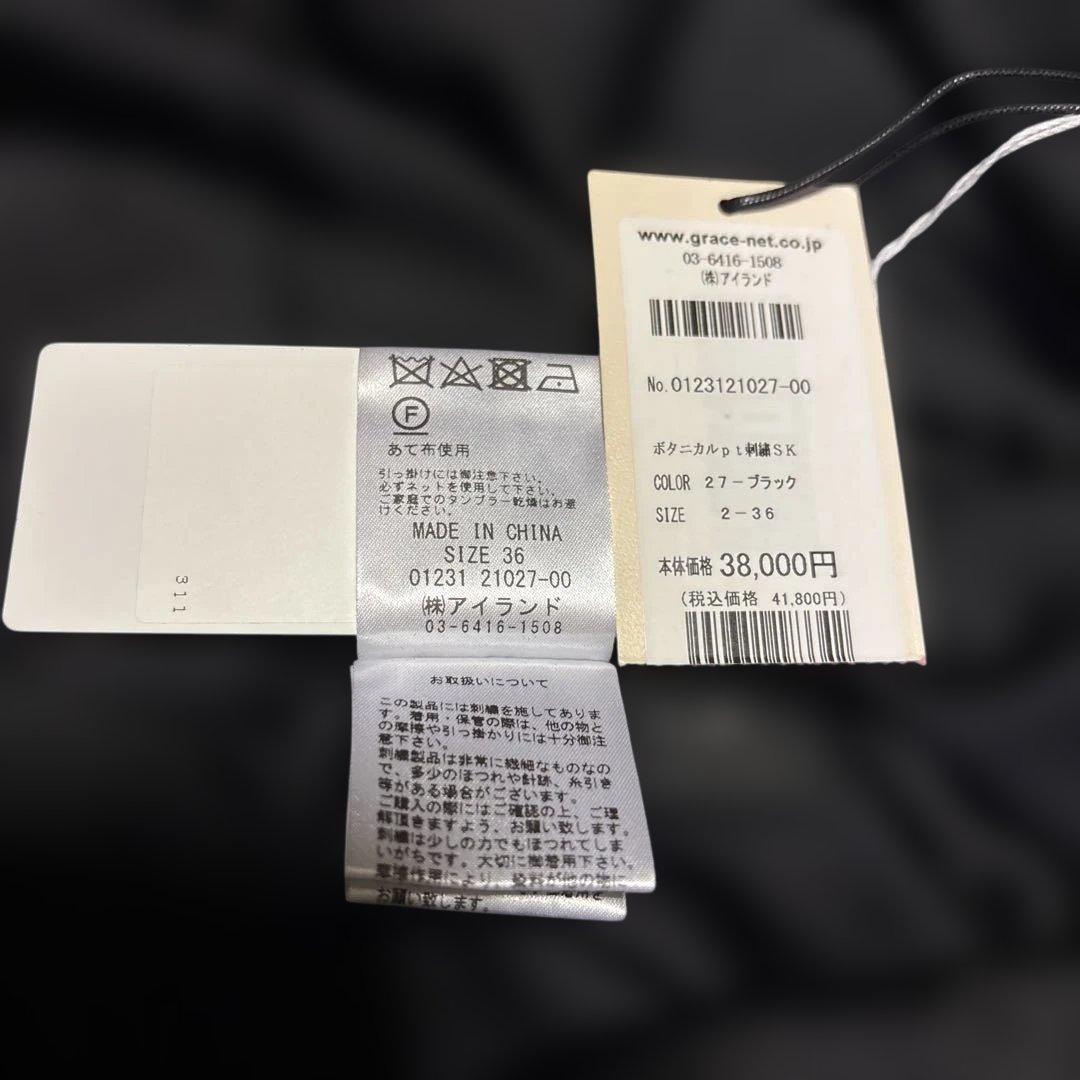 www.grace-net.co.jp
03-6416-1508
(株)アイランド
No.0123121027-00
ボタニカルpt刺繍SK
COLOR 27-ブラック
SIZE 2-36
本体価格 38,000円
(税込価格 41,800円)
F
あて布使用
引っ掛けには御注意下さい。
必ずネットを使用して下さい。
ご家庭でのタンブラー乾燥はお避
けください。
MADE IN CHINA
SIZE 36
01231 21027-00
(株)アイランド
03-6416-1508
311
お取扱いについて
この製品には刺繍を施してありま
す。着用・保管の際は、他の物と
の摩擦や引っ掛かりには十分御注
意下さい。
刺繍製品は非常に繊細なものなの
で、多少のほつれや針跡、糸引き
等がある場合がございます。
ご購入の際にはご確認の上、ご理
解頂きますよう、お願い致します。
刺繍は少しの力でもほつれてしま
いがちです。大切に御着用下さい。
により、染料が他の物に
お願い致します。